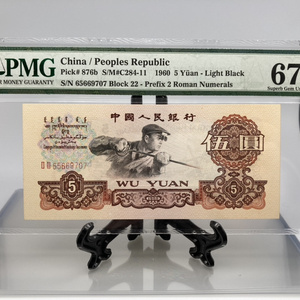 PMG
MONEY GUARANTY
China / Peoples Republic
Pick# 876b S/M#C284-11 1960 5 Yüan - Light Black
S/N 65669707 Block 22 - Prefix 2 Roman Numerals
67
Superb Gem Unc
中国人民银行
65669707
伍圆
5
WU YUAN
5